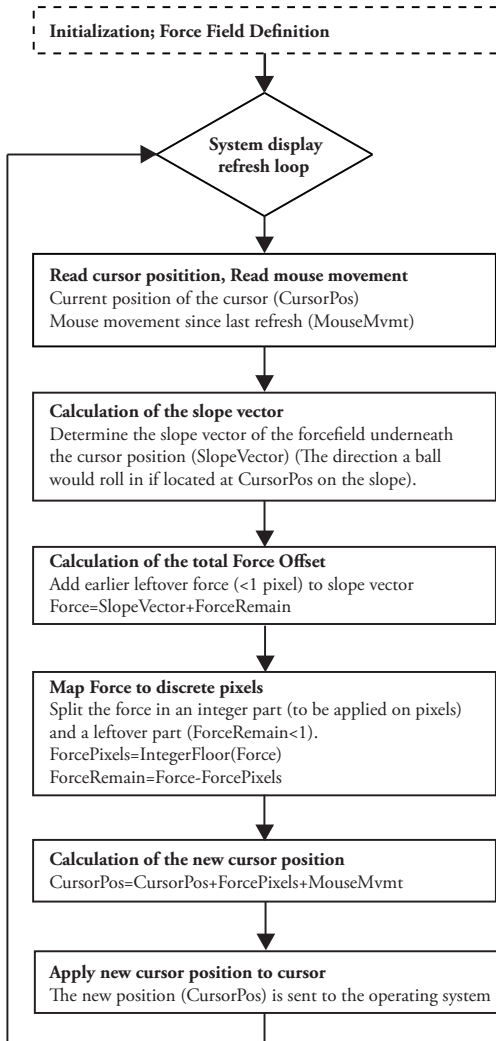 Initialization; Force Field Definition
System display
refresh loop
Read cursor positition, Read mouse movement
Current position of the cursor (CursorPos)
Mouse movement since last refresh (MouseMvmt)
Calculation of the slope vector
Determine the slope vector of the forcefield underneath
the cursor position (SlopeVector) (The direction a ball
would roll in if located at CursorPos on the slope).
Calculation of the total Force Offset
Add earlier leftover force (<1 pixel) to slope vector
Force=SlopeVector+ForceRemain
Map Force to discrete pixels
Split the force in an integer part (to be applied on pixels)
and a leftover part (ForceRemain<1).
ForcePixels=IntegerFloor(Force)
ForceRemain=Force-ForcePixels
Calculation of the new cursor position
CursorPos=CursorPos+ForcePixels+MouseMvmt
Apply new cursor position to cursor
The new position (CursorPos) is sent to the operating system